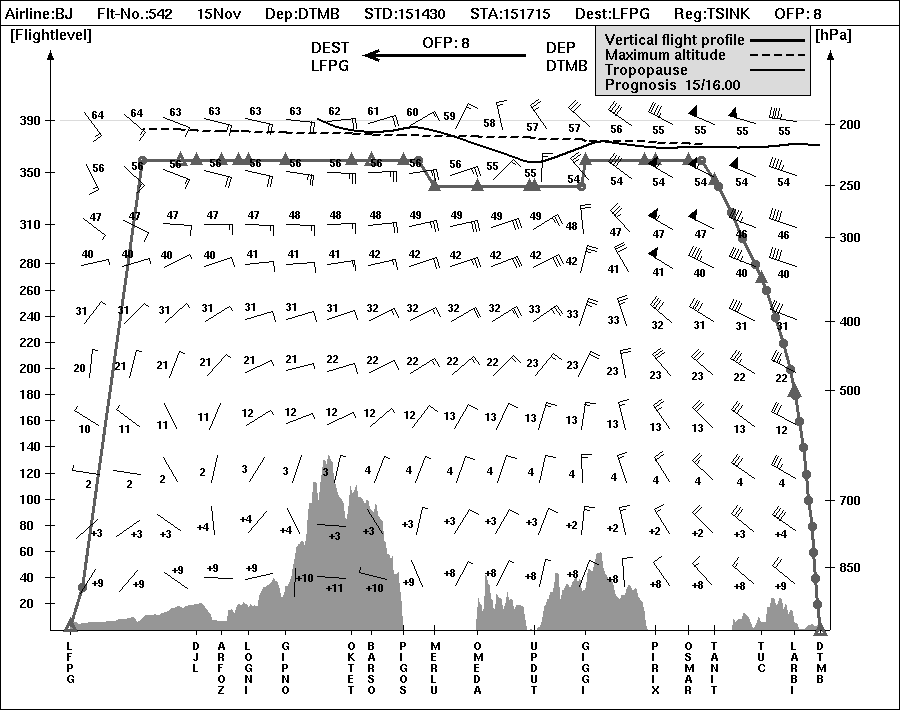 Airline:BJ Flt-No.:542 15Nov Dep:DTMB STD:151430 STA:151715 Dest:LFPG Reg:TSINK OFP: 8
[Flightlevel] [hPa]
DEST OFP: 8 DEP
LFPG DTMB
Vertical flight profile
Maximum altitude
Tropopause
Prognosis 15/16.00
64 64 63 63 63 63 62 61 60 59 58 57 57 56 55 55 54 55
390 200
56 56 56 56 56 56 56 56 56 56 55 55 54 54 54 54 54 54
350 250
47 47 47 47 48 48 48 49 49 49 49 48 47 47 47 46 46
310 300
40 40 40 40 41 41 42 42 42 42 42 42 41 41 40 40 40
280
260
31 31 31 31 31 31 32 32 32 32 33 33 33 32 31 31 31
240 400
220
20 21 21 21 21 21 22 22 22 22 22 23 23 23 23 23 22 22
200 500
180
10 11 11 11 12 12 12 12 12 13 13 13 13 13 13 13 13 12
160
140
2 2 2 2 3 3 3 4 4 4 4 4 4 4 4 4 4 4
120
100 700
+3 +3 +3 +4 +4 +4 +3 +3 +3 +3 +3 +3 +2 +2 +2 +2 +3 +3
80
60
+9 +9 +9 +9 +9 +10 +11 +10 +9 +8 +8 +8 +8 +8 +8 +8 +8 +9
40 850
20
LFPG DJL ARFOZ LOGNI GIPNO OKTET BARSO PIGOS MERLU OMEDA UPDUT GIGGI PIRIX OSMAR TANIT TUC LARBI DTMB